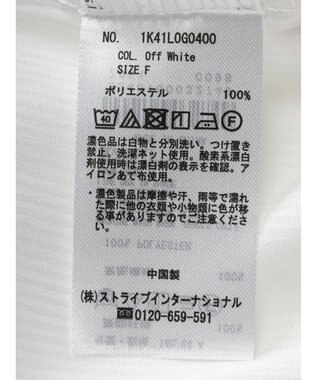 NO. 1K41L0G0400
COL. Off White
SIZE F
ポリエステル 100%
40
F
濃色品は白物と分別洗い。つけ置き
禁止。洗濯ネット使用。酸素系漂白
剤使用時は漂白剤の表示を確認。ア
イロンあて布使用。
・濃色製品は摩擦や汗、雨等で濡れ
た際に他の衣類や小物類に色が移
る事がありますのでご注意くださ
い。
100% POLYESTER
中国製
(株)ストライプインターナショナル
0120-659-591